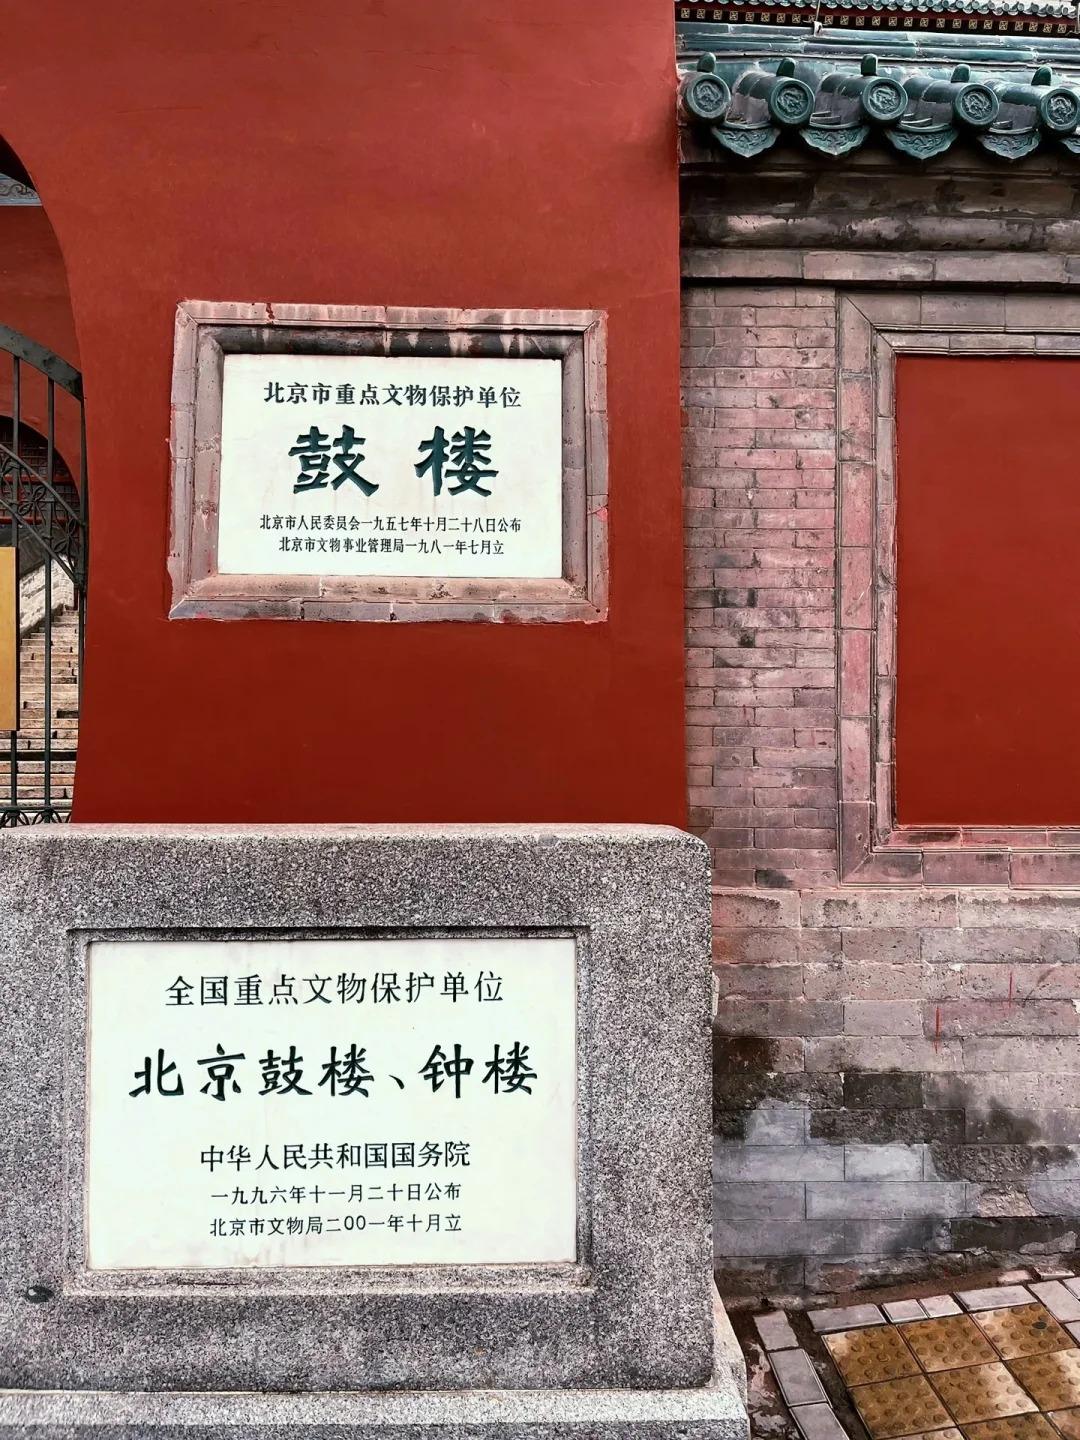 北京市重点文物保护单位
鼓楼
北京市人民委员会一九五七年十月二十八日公布
北京市文物事业管理局一九八一年七月立
全国重点文物保护单位
北京鼓楼、钟楼
中华人民共和国国务院
一九九六年十一月二十日公布
北京市文物局二00一年十月立